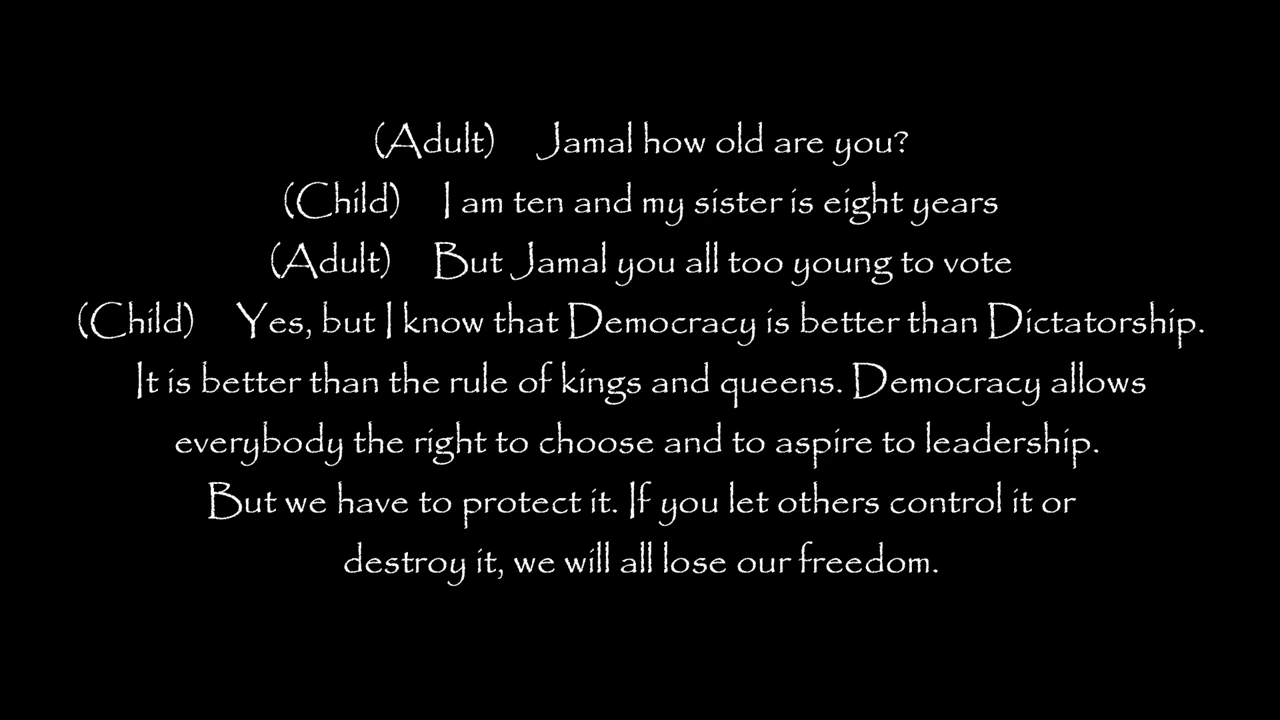 (Adult) Jamal how old are you?
(Child) I am ten and my sister is eight years
(Adult) But Jamal you all too young to vote
(Child) Yes, but I know that Democracy is better than Dictatorship.
It is better than the rule of kings and queens. Democracy allows
everybody the right to choose and to aspire to leadership.
But we have to protect it. If you let others control it or
destroy it, we will all lose our freedom.